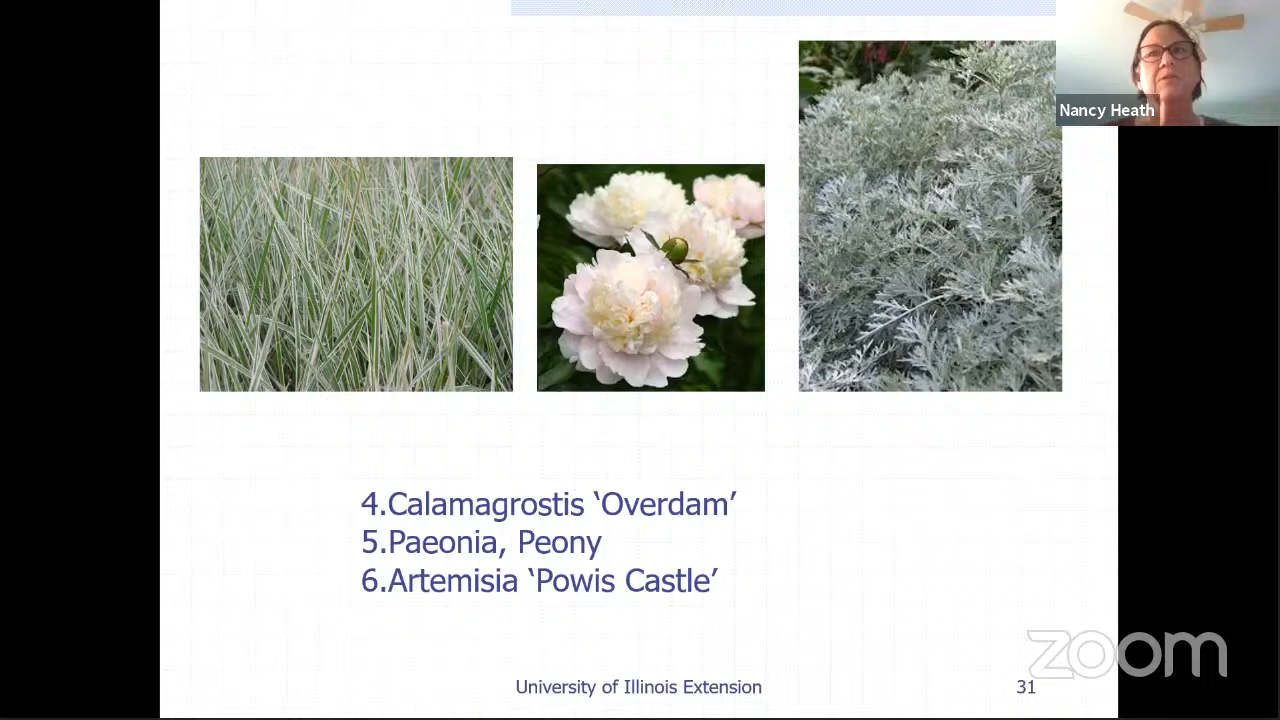 Nancy Heath
4.Calamagrostis ‘Overdam’
5.Paeonia, Peony
6.Artemisia ‘Powis Castle’
zoom
University of Illinois Extension
31